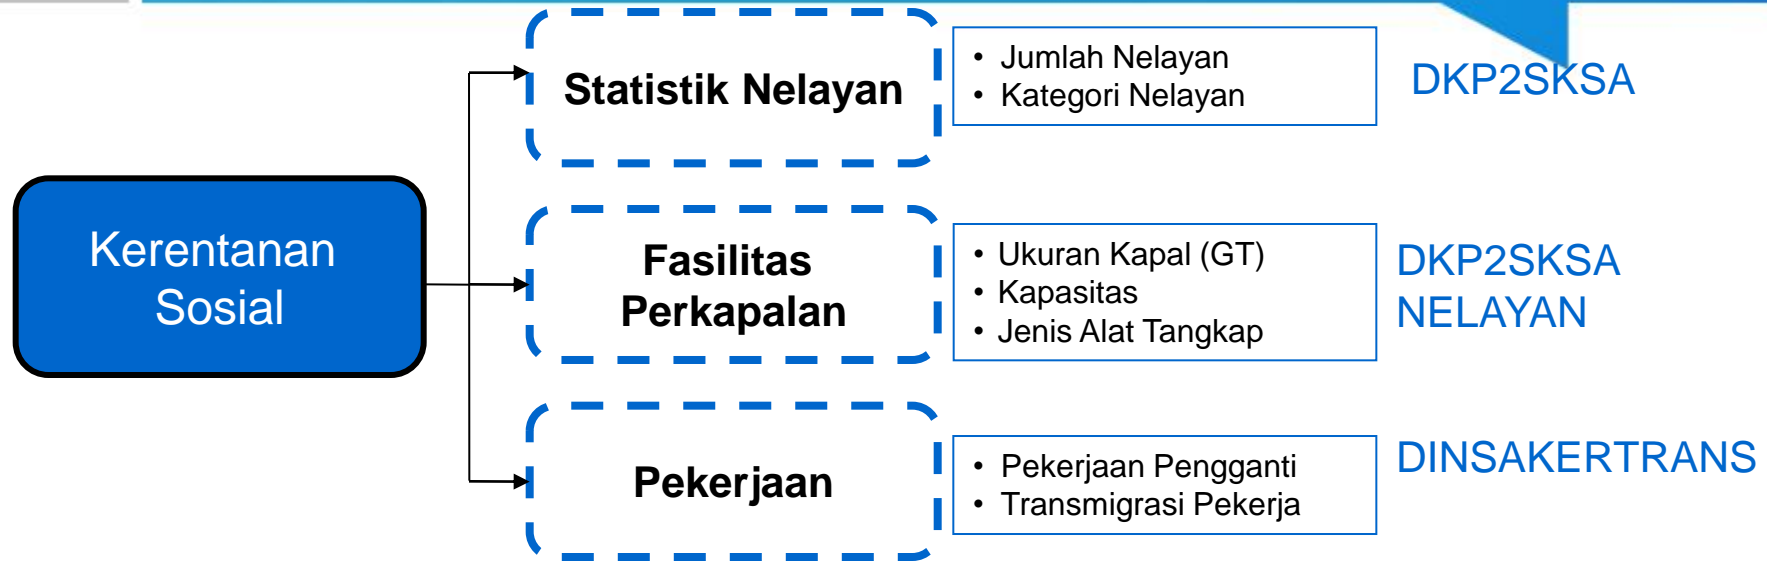 Statistik Nelayan
• Jumlah Nelayan
• Kategori Nelayan
DKP2SKSA
Kerentanan
Sosial
Fasilitas
Perkapalan
• Ukuran Kapal (GT)
• Kapasitas
• Jenis Alat Tangkap
DKP2SKSA
NELAYAN
Pekerjaan
• Pekerjaan Pengganti
• Transmigrasi Pekerja
DINSAKERTRANS